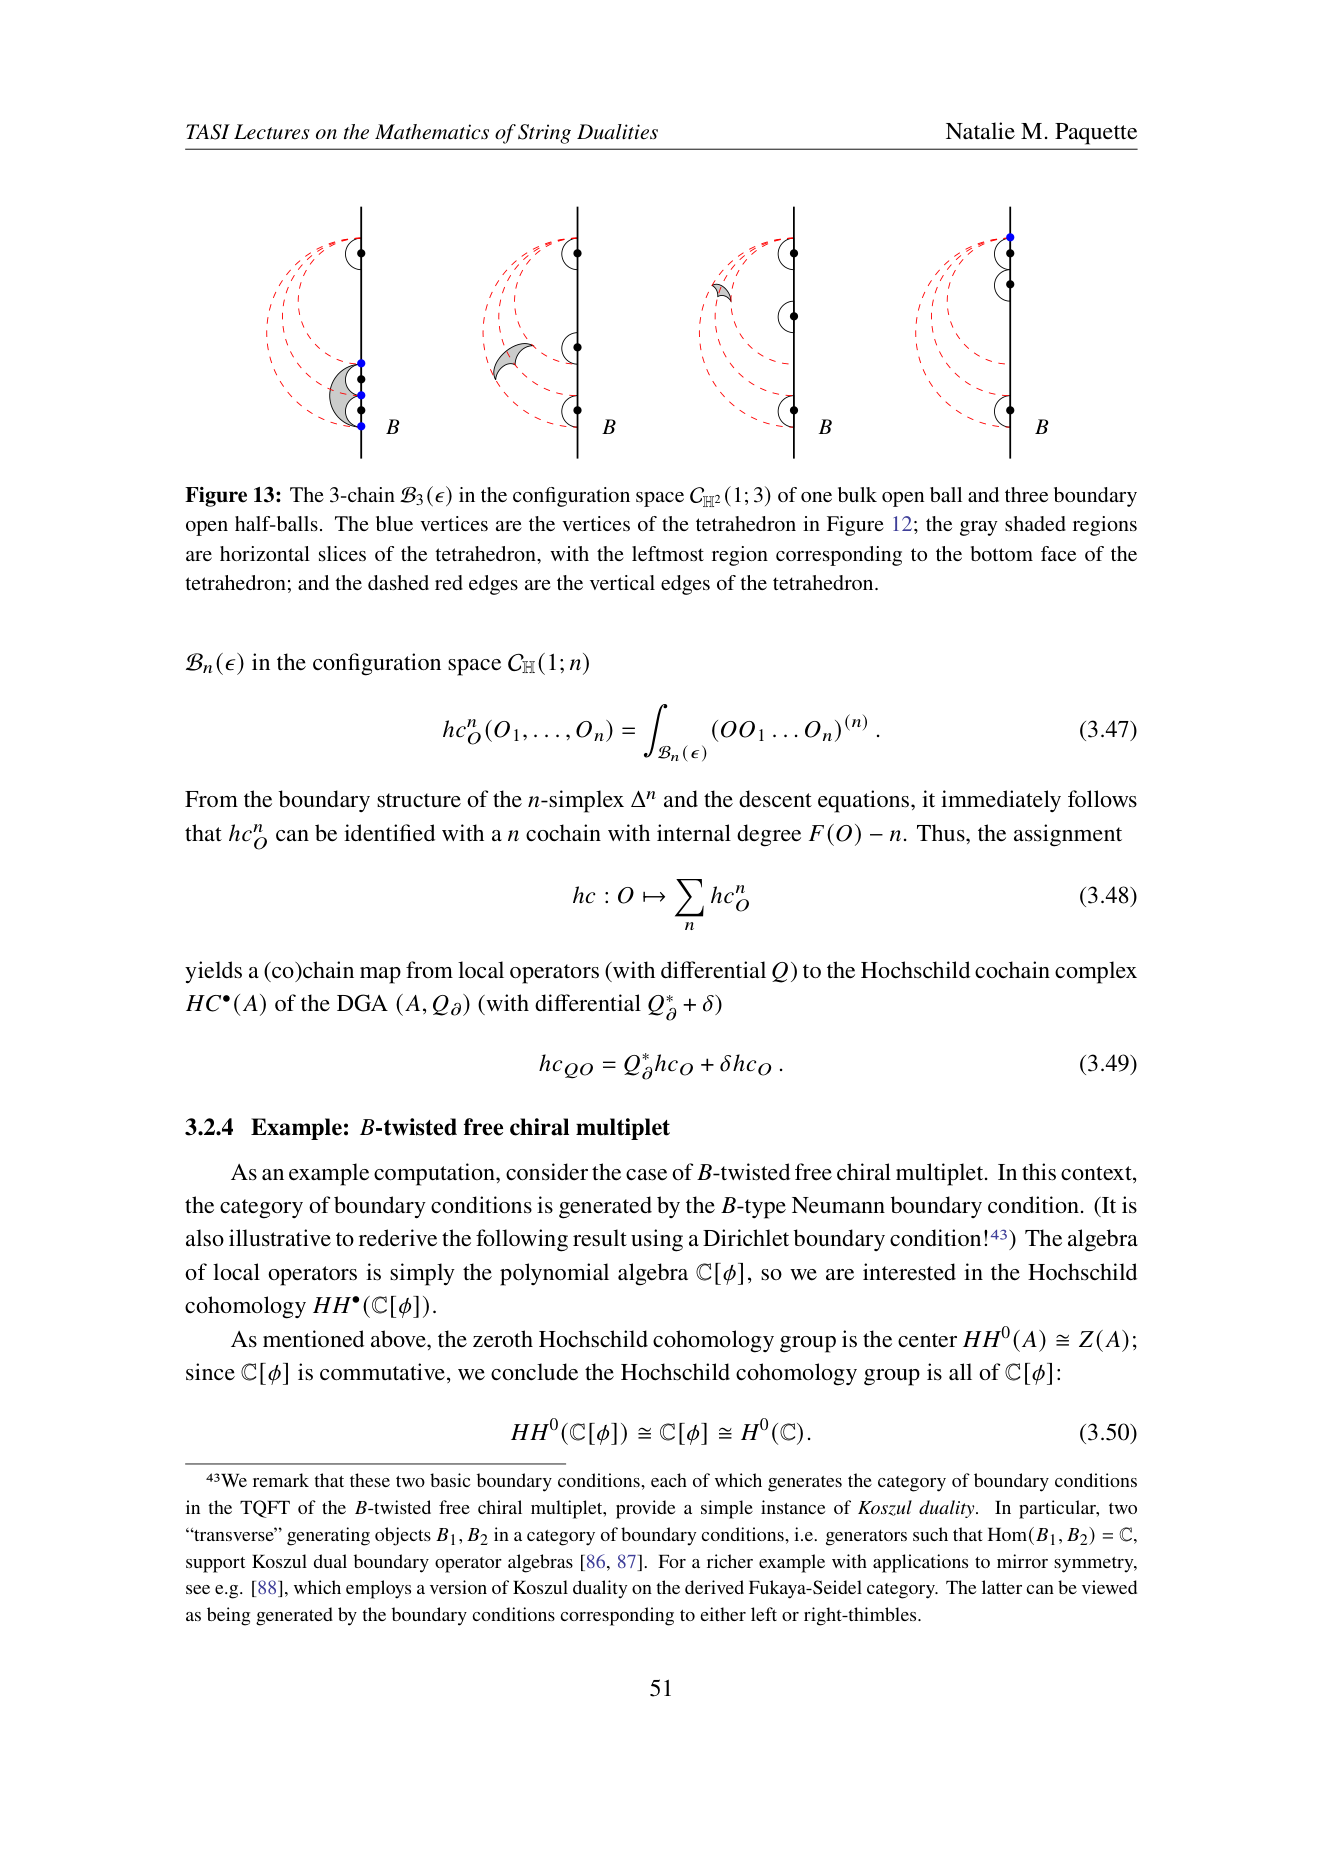 TASI Lectures on the Mathematics of String Dualities Natalie M. Paquette
B B B B
Figure 13: The 3-chain ℬ₃(ϵ) in the configuration space 𝒞_ℍ²(1; 3) of one bulk open ball and three boundary
open half-balls. The blue vertices are the vertices of the tetrahedron in Figure 12; the gray shaded regions
are horizontal slices of the tetrahedron, with the leftmost region corresponding to the bottom face of the
tetrahedron; and the dashed red edges are the vertical edges of the tetrahedron.
ℬₙ(ϵ) in the configuration space 𝒞_ℍ(1; n)
hc^n_O(O₁, . . . , Oₙ) = ∫_{ℬₙ(ϵ)} (OO₁ . . . Oₙ)^(n) . (3.47)
From the boundary structure of the n-simplex Δⁿ and the descent equations, it immediately follows
that hc^n_O can be identified with a n cochain with internal degree F(O) − n. Thus, the assignment
hc : O ↦ ∑_n hc^n_O (3.48)
yields a (co)chain map from local operators (with differential Q) to the Hochschild cochain complex
HC^•(A) of the DGA (A, Q_∂) (with differential Q^*_∂ + δ)
hc_{QO} = Q^*_∂ hc_O + δhc_O . (3.49)
3.2.4 Example: B-twisted free chiral multiplet
As an example computation, consider the case of B-twisted free chiral multiplet. In this context,
the category of boundary conditions is generated by the B-type Neumann boundary condition. (It is
also illustrative to rederive the following result using a Dirichlet boundary condition!⁴³) The algebra
of local operators is simply the polynomial algebra ℂ[ϕ], so we are interested in the Hochschild
cohomology HH^•(ℂ[ϕ]).
As mentioned above, the zeroth Hochschild cohomology group is the center HH⁰(A) ≅ Z(A);
since ℂ[ϕ] is commutative, we conclude the Hochschild cohomology group is all of ℂ[ϕ]:
HH⁰(ℂ[ϕ]) ≅ ℂ[ϕ] ≅ H⁰(ℂ). (3.50)
⁴³We remark that these two basic boundary conditions, each of which generates the category of boundary conditions
in the TQFT of the B-twisted free chiral multiplet, provide a simple instance of Koszul duality. In particular, two
“transverse” generating objects B₁, B₂ in a category of boundary conditions, i.e. generators such that Hom(B₁, B₂) = ℂ,
support Koszul dual boundary operator algebras [86, 87]. For a richer example with applications to mirror symmetry,
see e.g. [88], which employs a version of Koszul duality on the derived Fukaya-Seidel category. The latter can be viewed
as being generated by the boundary conditions corresponding to either left or right-thimbles.
51